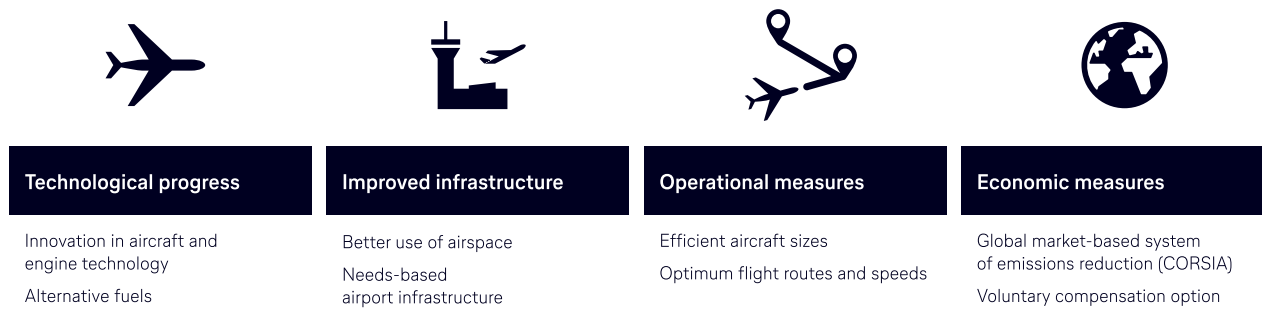 Technological progress
Innovation in aircraft and
engine technology
Alternative fuels
Improved infrastructure
Better use of airspace
Needs-based
airport infrastructure
Operational measures
Efficient aircraft sizes
Optimum flight routes and speeds
Economic measures
Global market-based system
of emissions reduction (CORSIA)
Voluntary compensation option